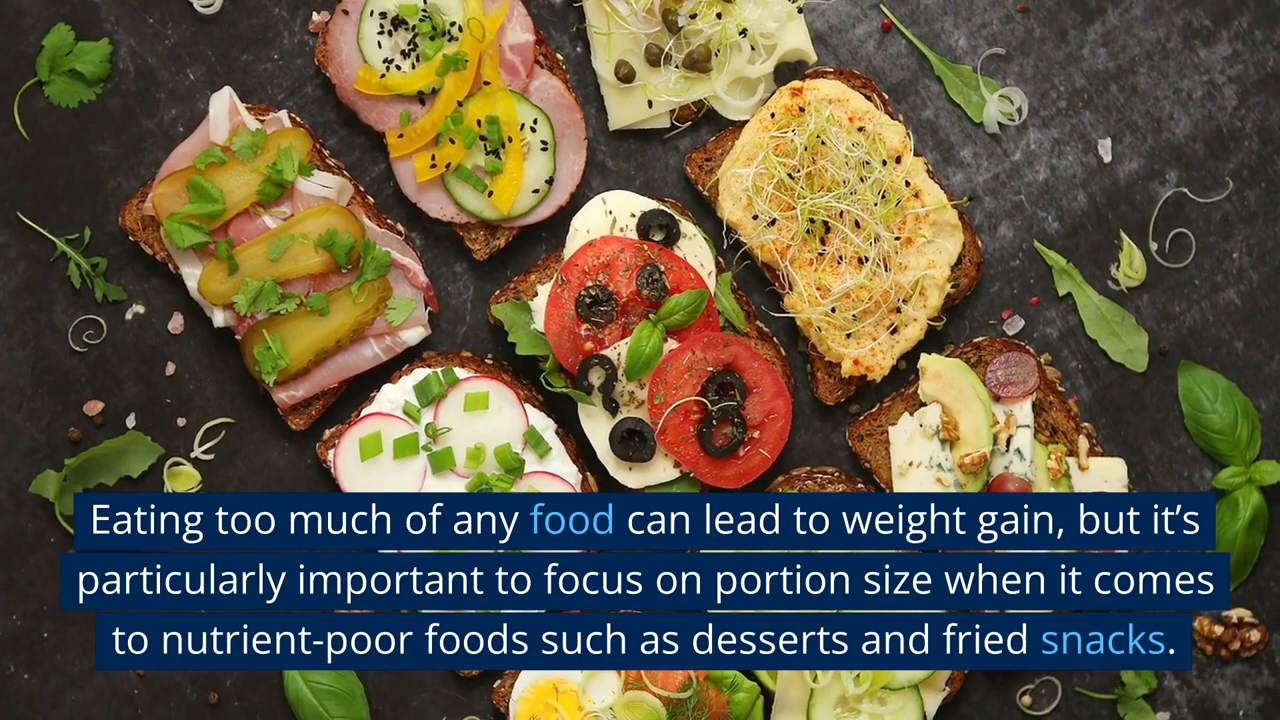 Eating too much of any food can lead to weight gain, but it’s
particularly important to focus on portion size when it comes
to nutrient-poor foods such as desserts and fried snacks.